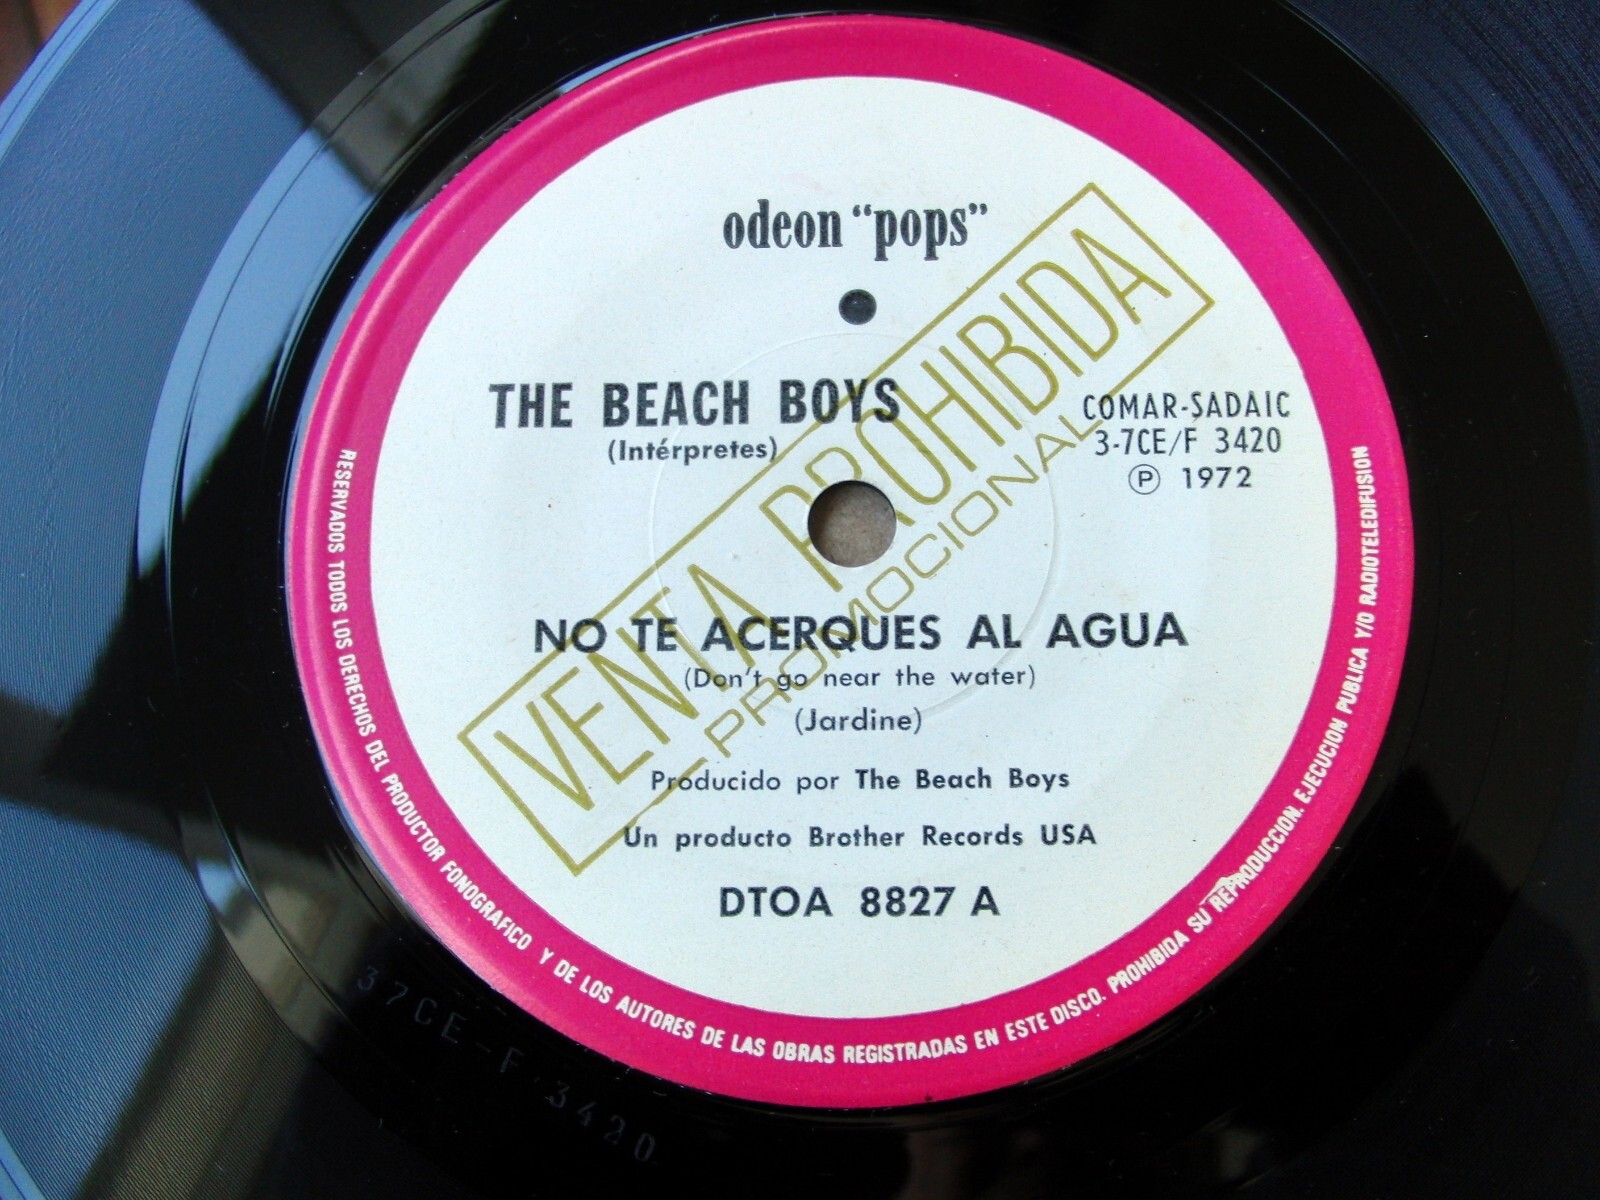 odeon "pops"
THE BEACH BOYS
(Intérpretes)
COMAR-SADAIC
3-7CE/F 3420
Ⓟ 1972
VENTA PROHIBIDA
PROMOCIONAL
NO TE ACERQUES AL AGUA
(Don't go near the water)
(Jardine)
Producido por The Beach Boys
Un producto Brother Records USA
DTOA 8827 A
RESERVADOS TODOS LOS DERECHOS DEL PRODUCTOR FONOGRAFICO Y DE LOS AUTORES DE LAS OBRAS REGISTRADAS EN ESTE DISCO. PROHIBIDA SU REPRODUCCION. EJECUCION PUBLICA Y/O RADIOTELEDIFUSION
37CE-F 3420